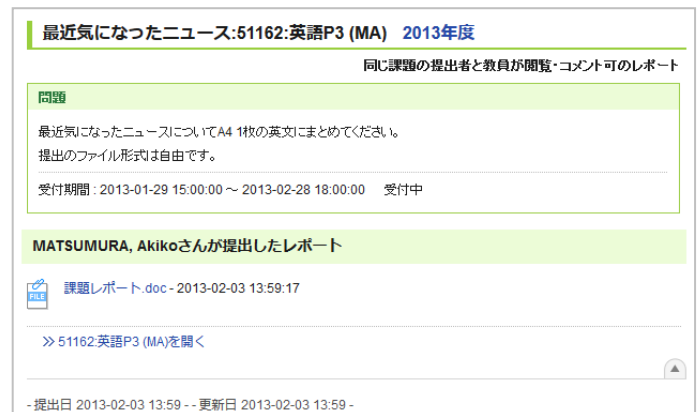 最近気になったニュース:51162:英語P3 (MA) 2013年度
同じ課題の提出者と教員が閲覧・コメント可のレポート
問題
最近気になったニュースについてA4 1枚の英文にまとめてください。
提出のファイル形式は自由です。
受付期間 : 2013-01-29 15:00:00 ～ 2013-02-28 18:00:00 受付中
MATSUMURA, Akikoさんが提出したレポート
FILE 課題レポート.doc - 2013-02-03 13:59:17
≫ 51162:英語P3 (MA)を開く
- 提出日 2013-02-03 13:59 - - 更新日 2013-02-03 13:59 -